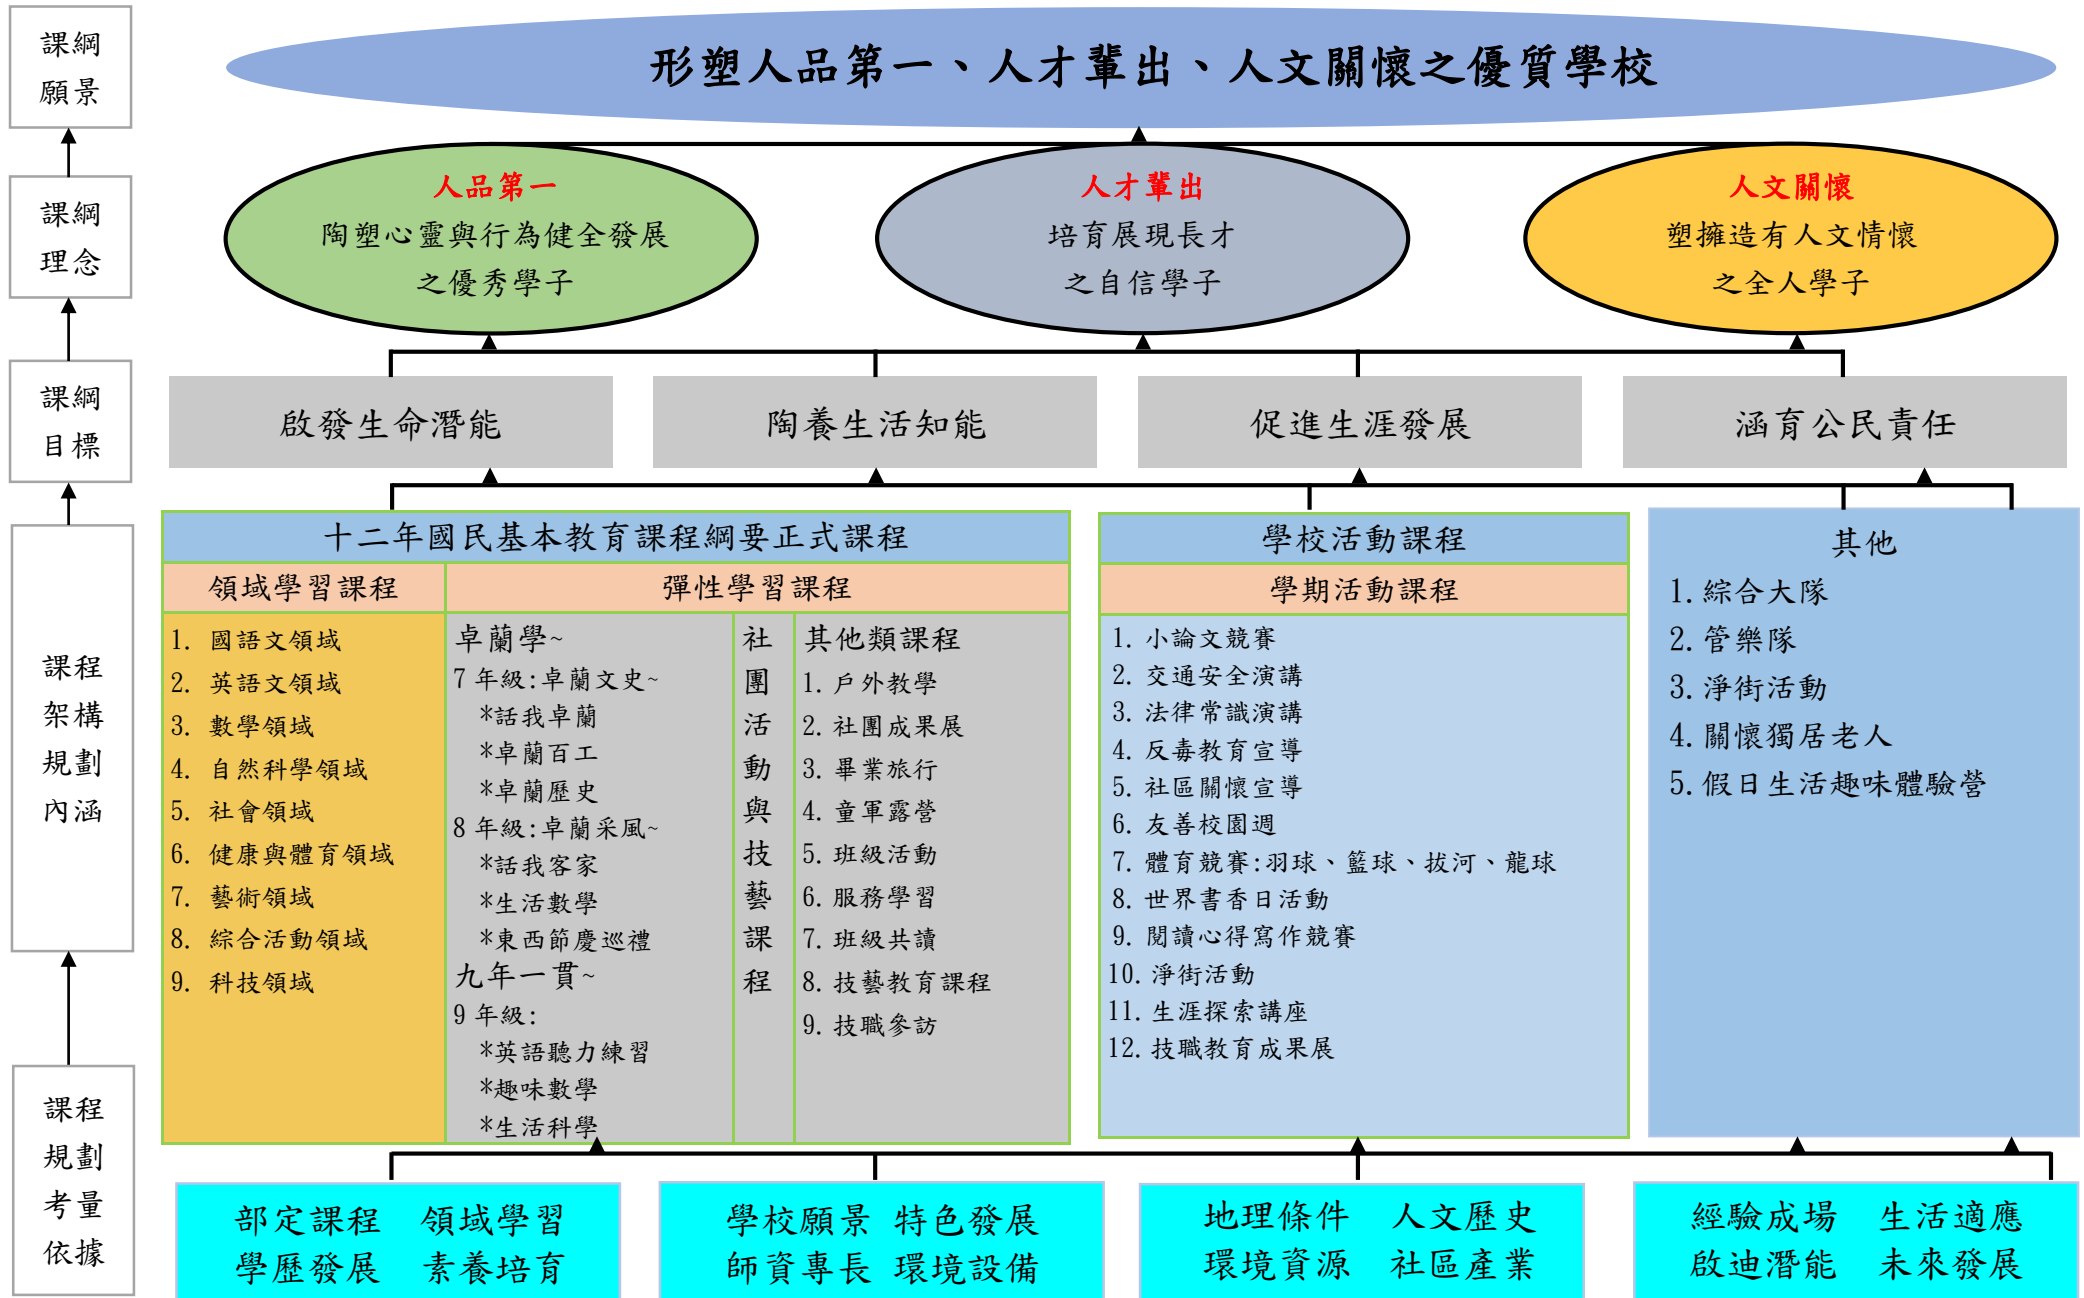 課綱
願景
課綱
理念
課綱
目標
課程
架構
規劃
內涵
課程
規劃
考量
依據
形塑人品第一、人才輩出、人文關懷之優質學校
人品第一
陶塑心靈與行為健全發展
之優秀學子
人才輩出
培育展現長才
之自信學子
人文關懷
塑擁造有人文情懷
之全人學子
啟發生命潛能
陶養生活知能
促進生涯發展
涵育公民責任
十二年國民基本教育課程綱要正式課程
領域學習課程
1. 國語文領域
2. 英語文領域
3. 數學領域
4. 自然科學領域
5. 社會領域
6. 健康與體育領域
7. 藝術領域
8. 綜合活動領域
9. 科技領域
彈性學習課程
卓蘭學~
7 年級:卓蘭文史~
*話我卓蘭
*卓蘭百工
*卓蘭歷史
8 年級:卓蘭采風~
*話我客家
*生活數學
*東西節慶巡禮
九年一貫~
9 年級:
*英語聽力練習
*趣味數學
*生活科學
社團活動與技藝課程
其他類課程
1. 戶外教學
2. 社團成果展
3. 畢業旅行
4. 童軍露營
5. 班級活動
6. 服務學習
7. 班級共讀
8. 技藝教育課程
9. 技職參訪
學校活動課程
學期活動課程
1. 小論文競賽
2. 交通安全演講
3. 法律常識演講
4. 反毒教育宣導
5. 社區關懷宣導
6. 友善校園週
7. 體育競賽:羽球、籃球、拔河、龍球
8. 世界書香日活動
9. 閱讀心得寫作競賽
10. 淨街活動
11. 生涯探索講座
12. 技職教育成果展
其他
1. 綜合大隊
2. 管樂隊
3. 淨街活動
4. 關懷獨居老人
5. 假日生活趣味體驗營
部定課程 領域學習
學歷發展 素養培育
學校願景 特色發展
師資專長 環境設備
地理條件 人文歷史
環境資源 社區產業
經驗成場 生活適應
啟迪潛能 未來發展